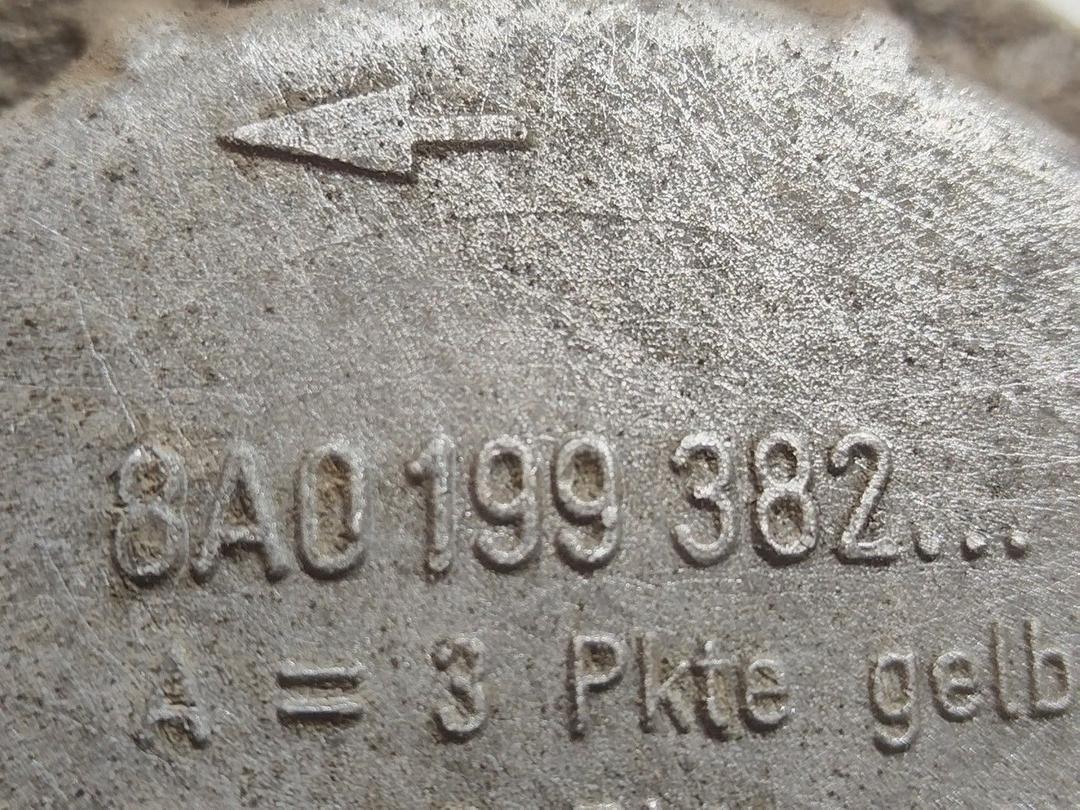 8A0 199 382...
A = 3 Pkte gelb